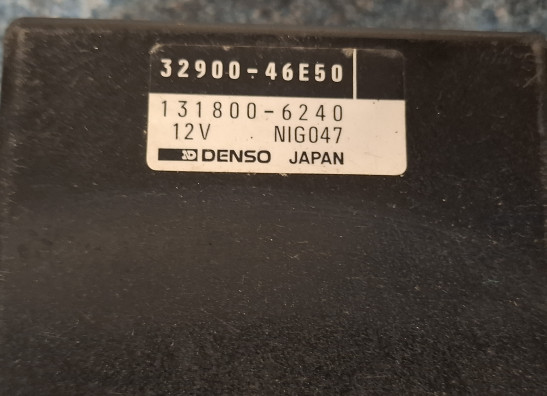 32900-46E50
131800-6240
12V NIG047
DENSO JAPAN